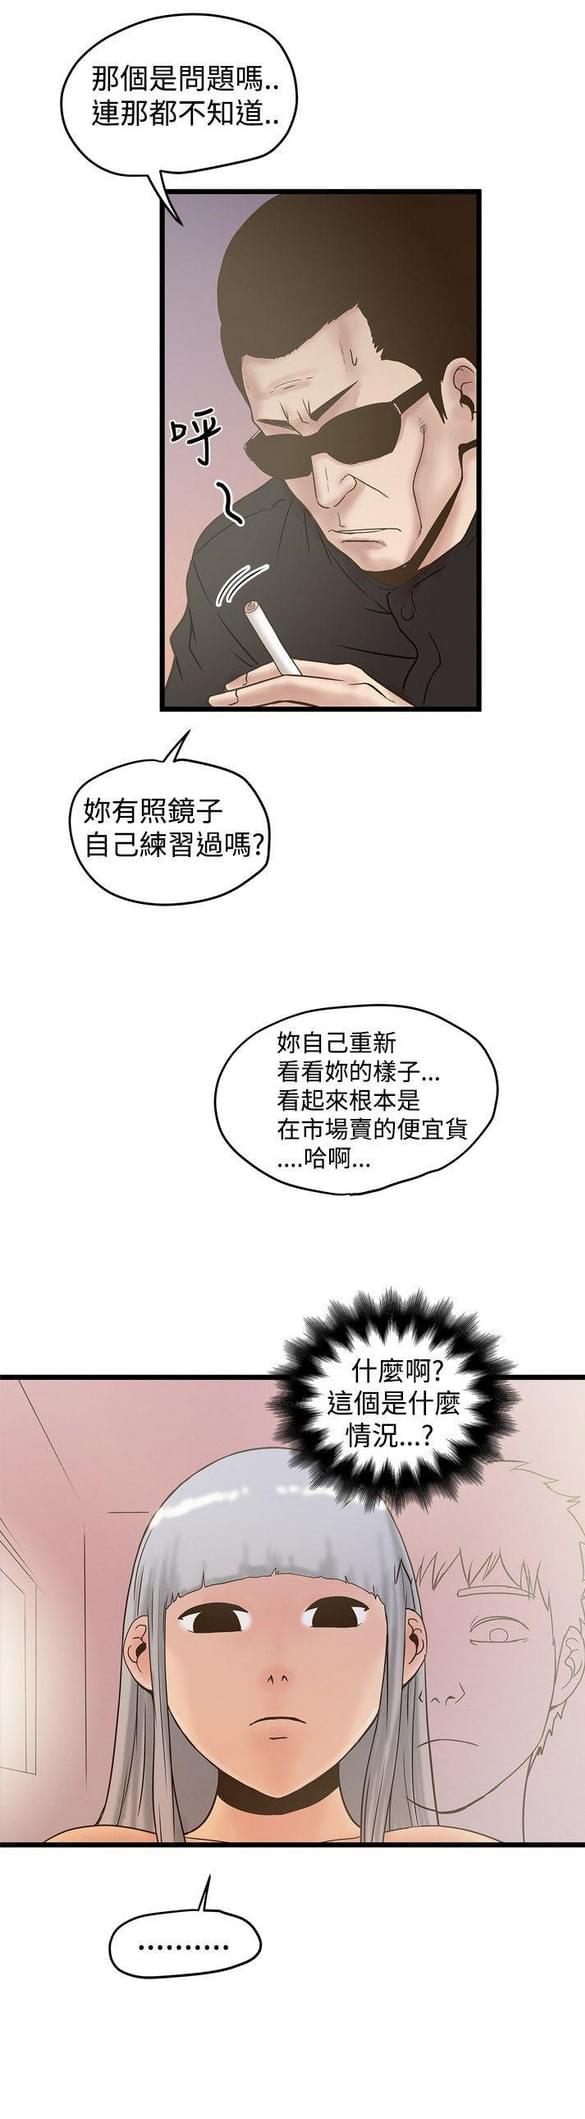 那個是問題嗎..
連那都不知道..
呼~
妳有照鏡子
自己練習過嗎?
妳自己重新
看看妳的樣子...
看起來根本是
在市場賣的便宜貨
....哈啊...
什麼啊?
這個是什麼
情況...?
..........